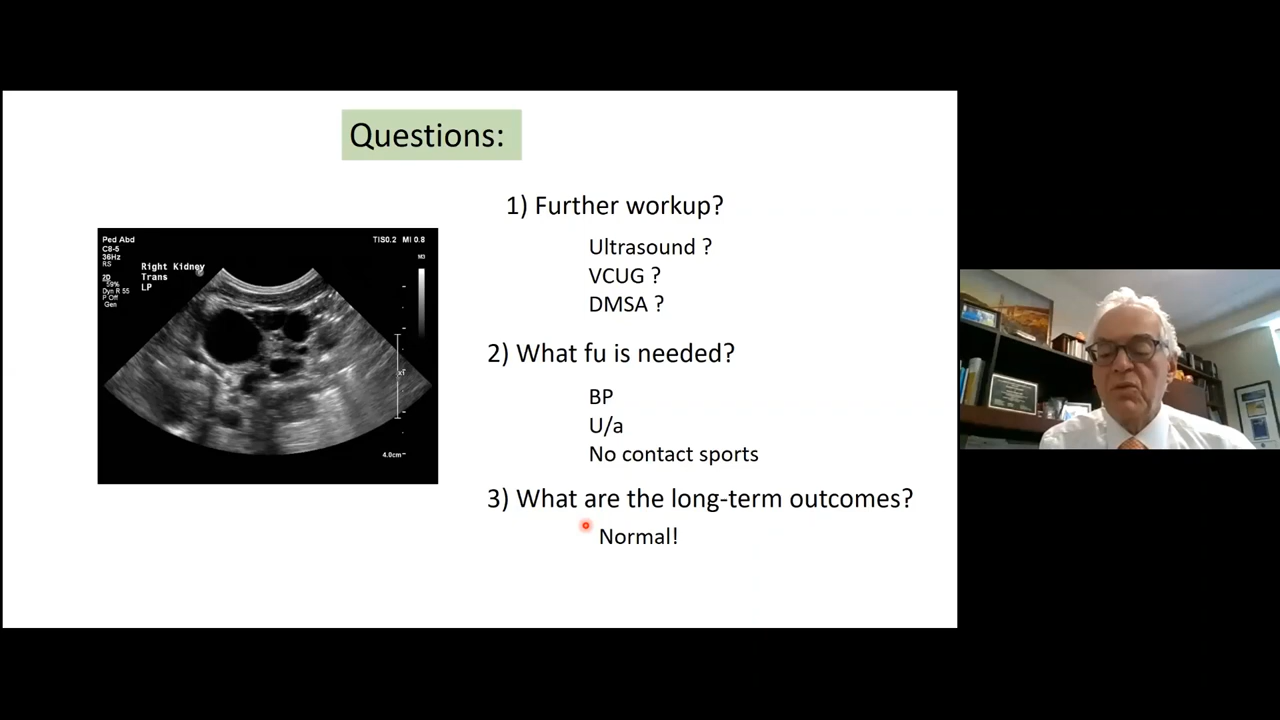 Questions:
1) Further workup?
Ultrasound ?
VCUG ?
DMSA ?
2) What fu is needed?
BP
U/a
No contact sports
3) What are the long-term outcomes?
Normal!
Ped Abd
C8-5
36Hz
RS
2D
59%
Dyn R 55
P Off
Gen
Right Kidney
Trans
LP
TIS0.2 MI 0.8
M3
x1
4.0cm